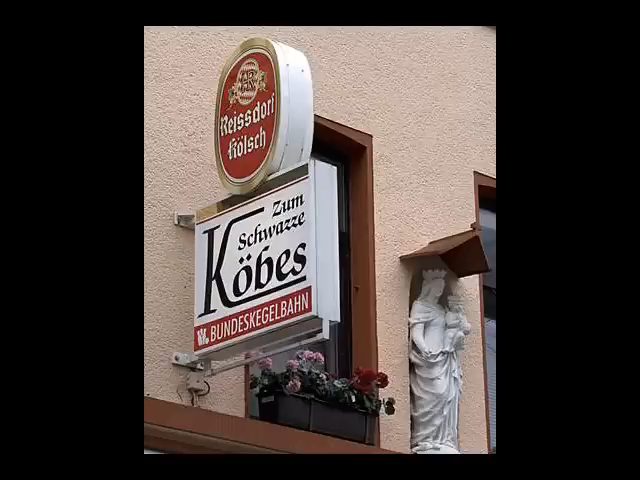 Reissdorf
Kölsch
Zum
Schwazze
Köbes
BUNDESKEGELBAHN